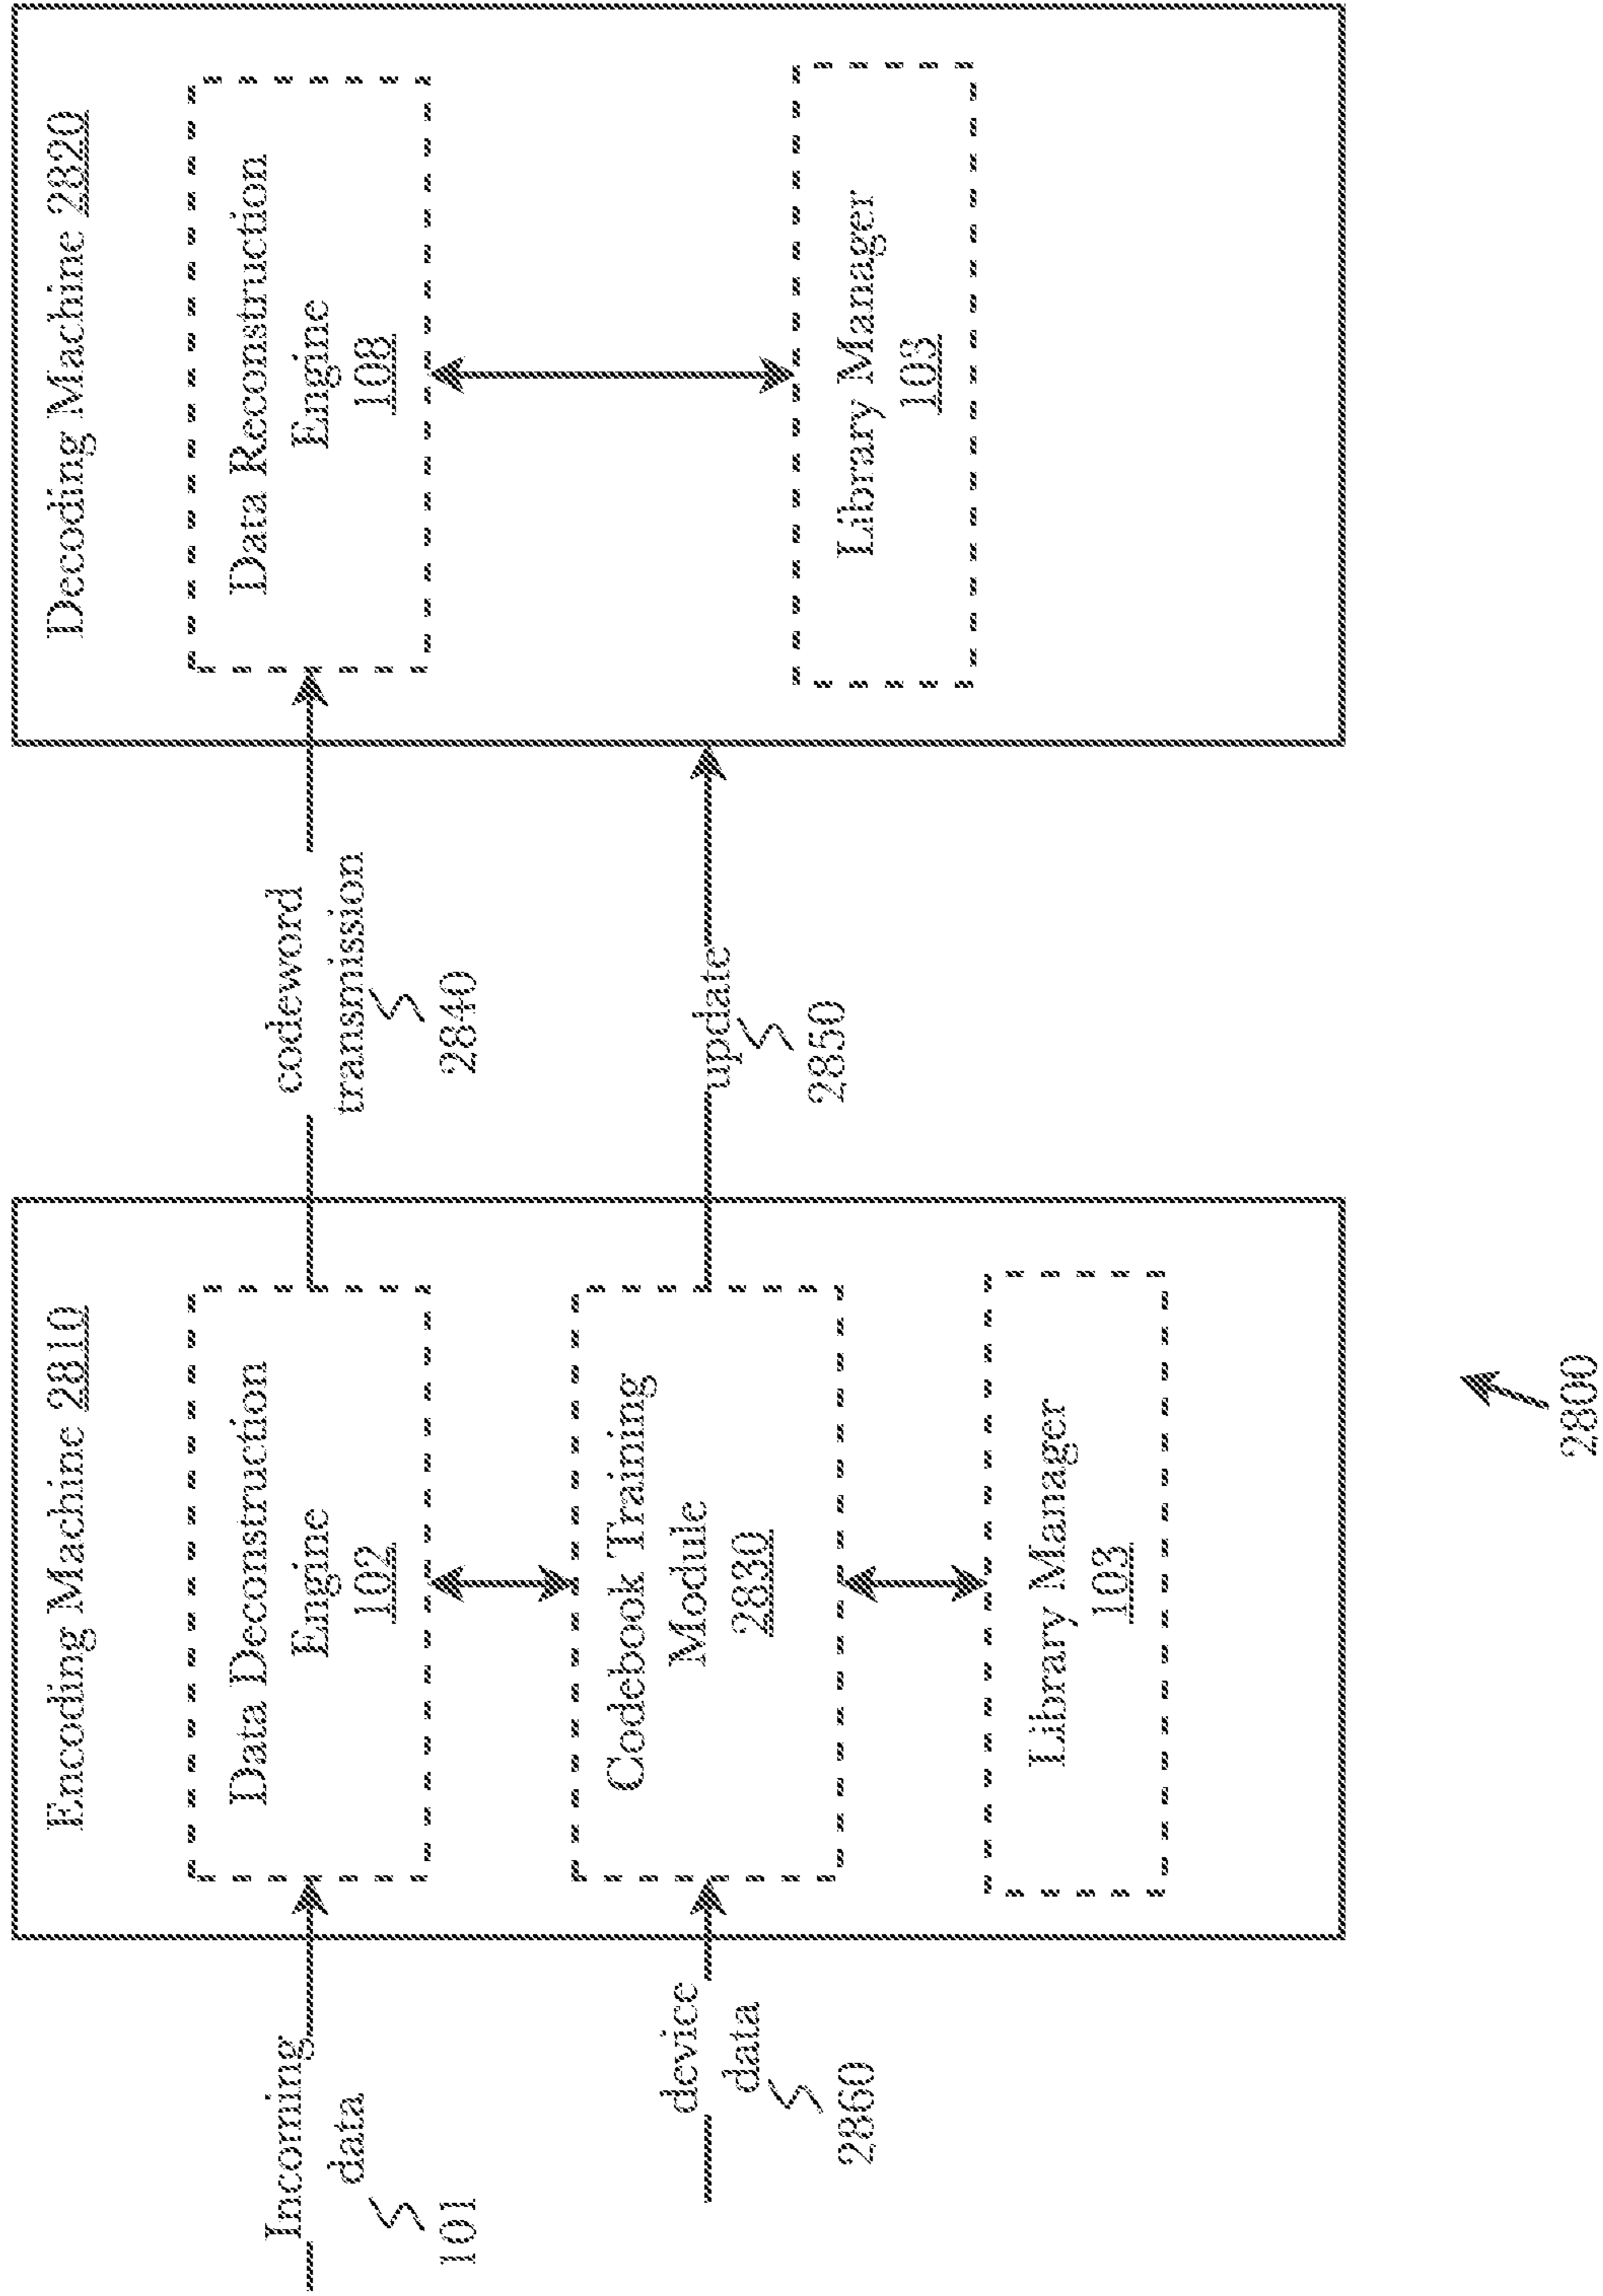 Encoding Machine 2810
Decoding Machine 2820
Incoming
data
101
Data Deconstruction
Engine
102
codeword
transmission
2840
Data Reconstruction
Engine
108
device
data
2860
Codebook Training
Module
2830
update
2850
Library Manager
103
Library Manager
103
2800